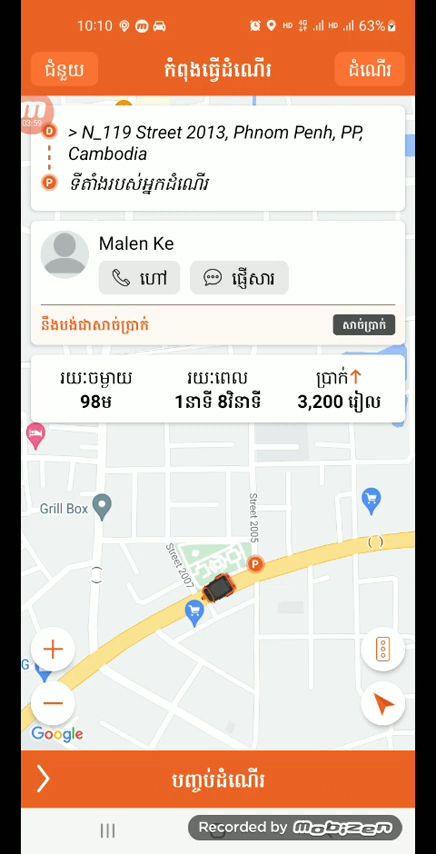 10:10
HD 4G HD 63%
ជំនួយ
កំពុងធ្វើដំណើរ
ដំណើរ
m
03:59
D
> N_119 Street 2013, Phnom Penh, PP,
Cambodia
P
ទីតាំងរបស់អ្នកដំណើរ
Malen Ke
ហៅ
ផ្ញើសារ
នឹងបង់ជាសាច់ប្រាក់
សាច់ប្រាក់
រយៈចម្ងាយ
រយៈពេល
ប្រាក់↑
98ម
1នាទី 8វិនាទី
3,200 រៀល
Grill Box
Street 2005
Street 2007
P
+
G
−
Google
បញ្ចប់ដំណើរ
Recorded by mobizen